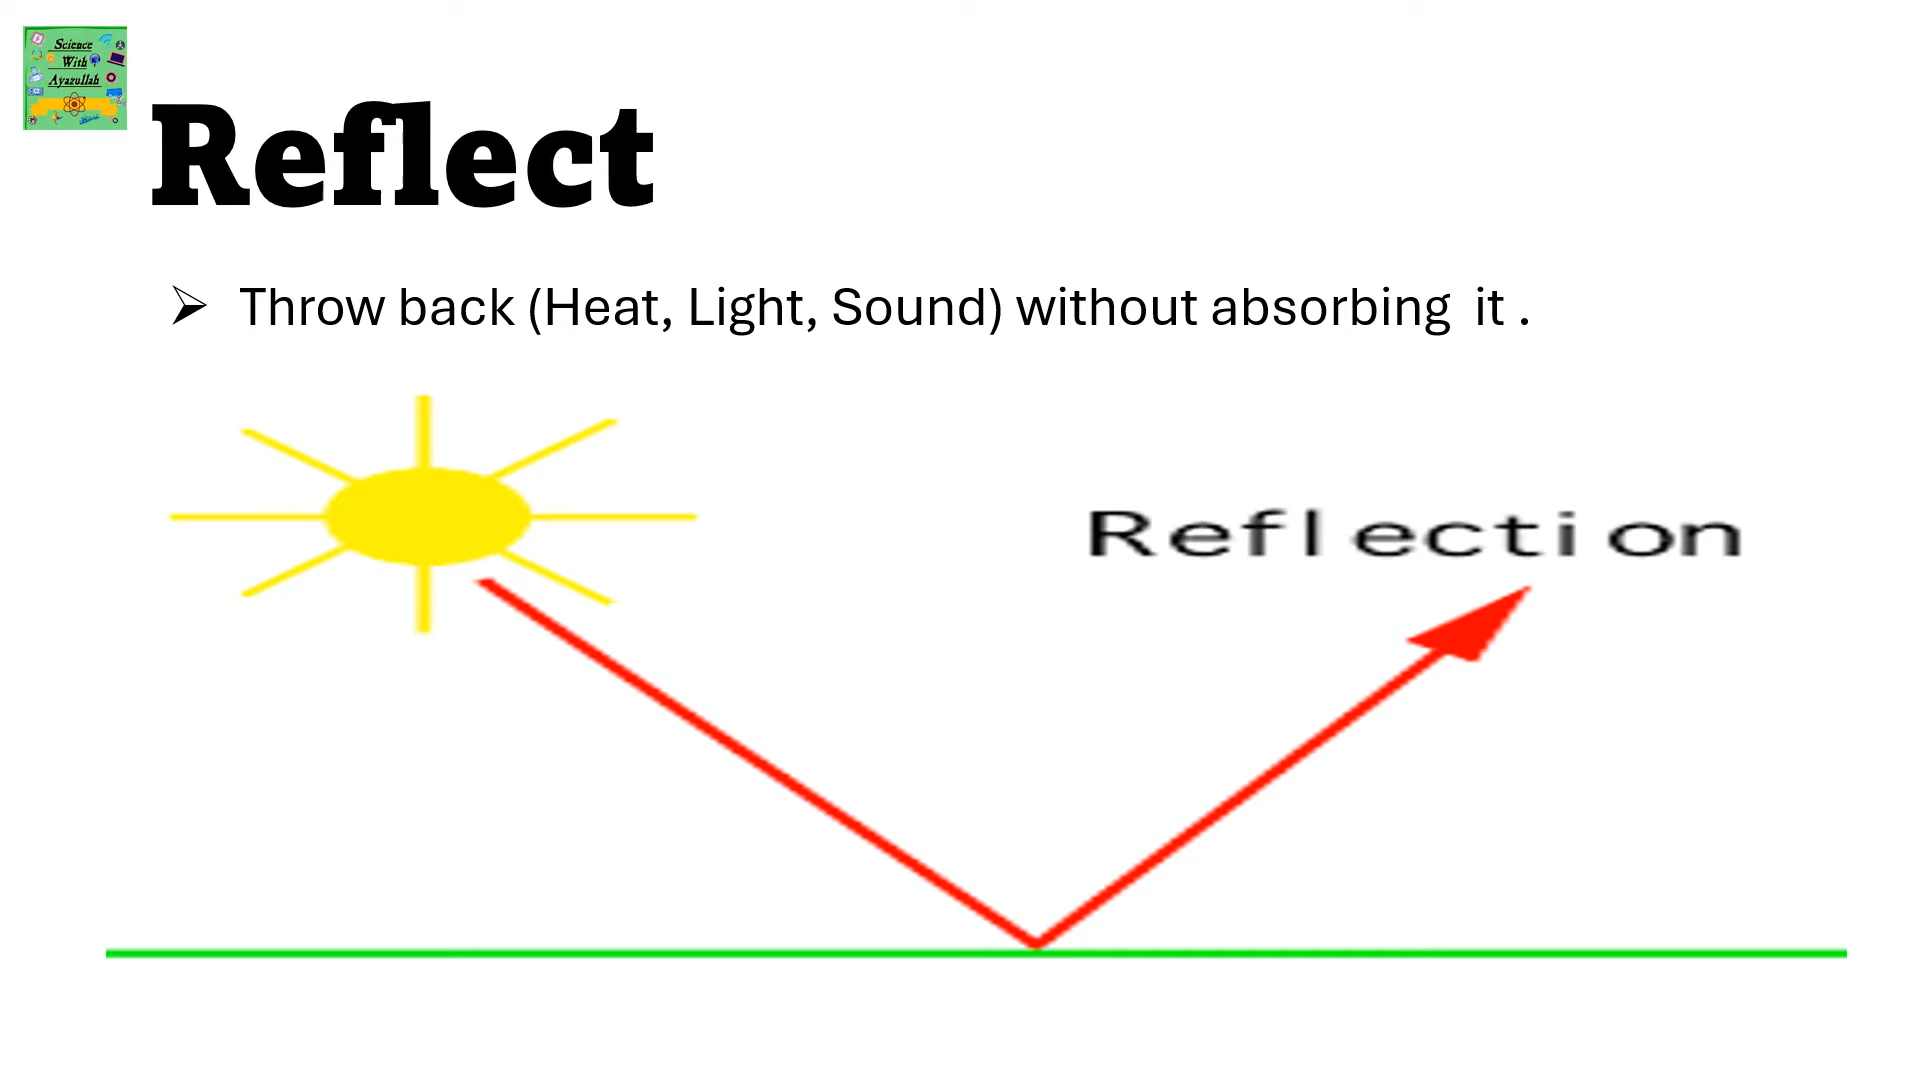 Science
With
Ayazullah
Reflect
➢ Throw back (Heat, Light, Sound) without absorbing it .
Reflection